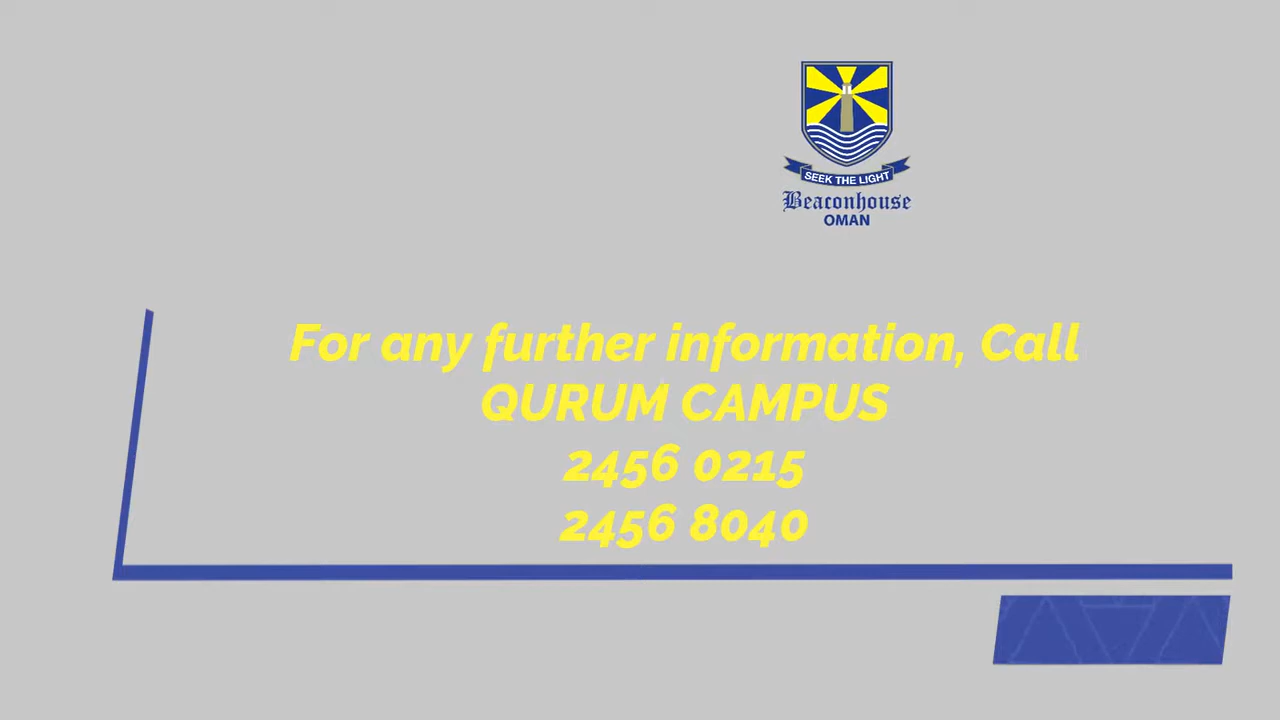 SEEK THE LIGHT
Beaconhouse
OMAN
For any further information, Call
QURUM CAMPUS
2456 0215
2456 8040